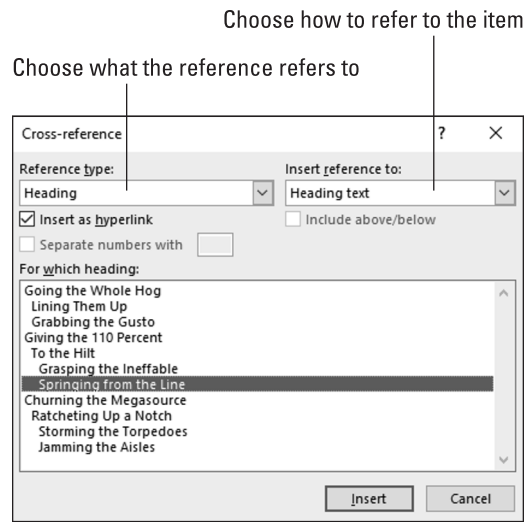 Choose how to refer to the item
Choose what the reference refers to
Cross-reference ? ×
Reference type: Insert reference to:
Heading Heading text
Insert as hyperlink Include above/below
Separate numbers with
For which heading:
Going the Whole Hog
Lining Them Up
Grabbing the Gusto
Giving the 110 Percent
To the Hilt
Grasping the Ineffable
Springing from the Line
Churning the Megasource
Ratcheting Up a Notch
Storming the Torpedoes
Jamming the Aisles
Insert Cancel